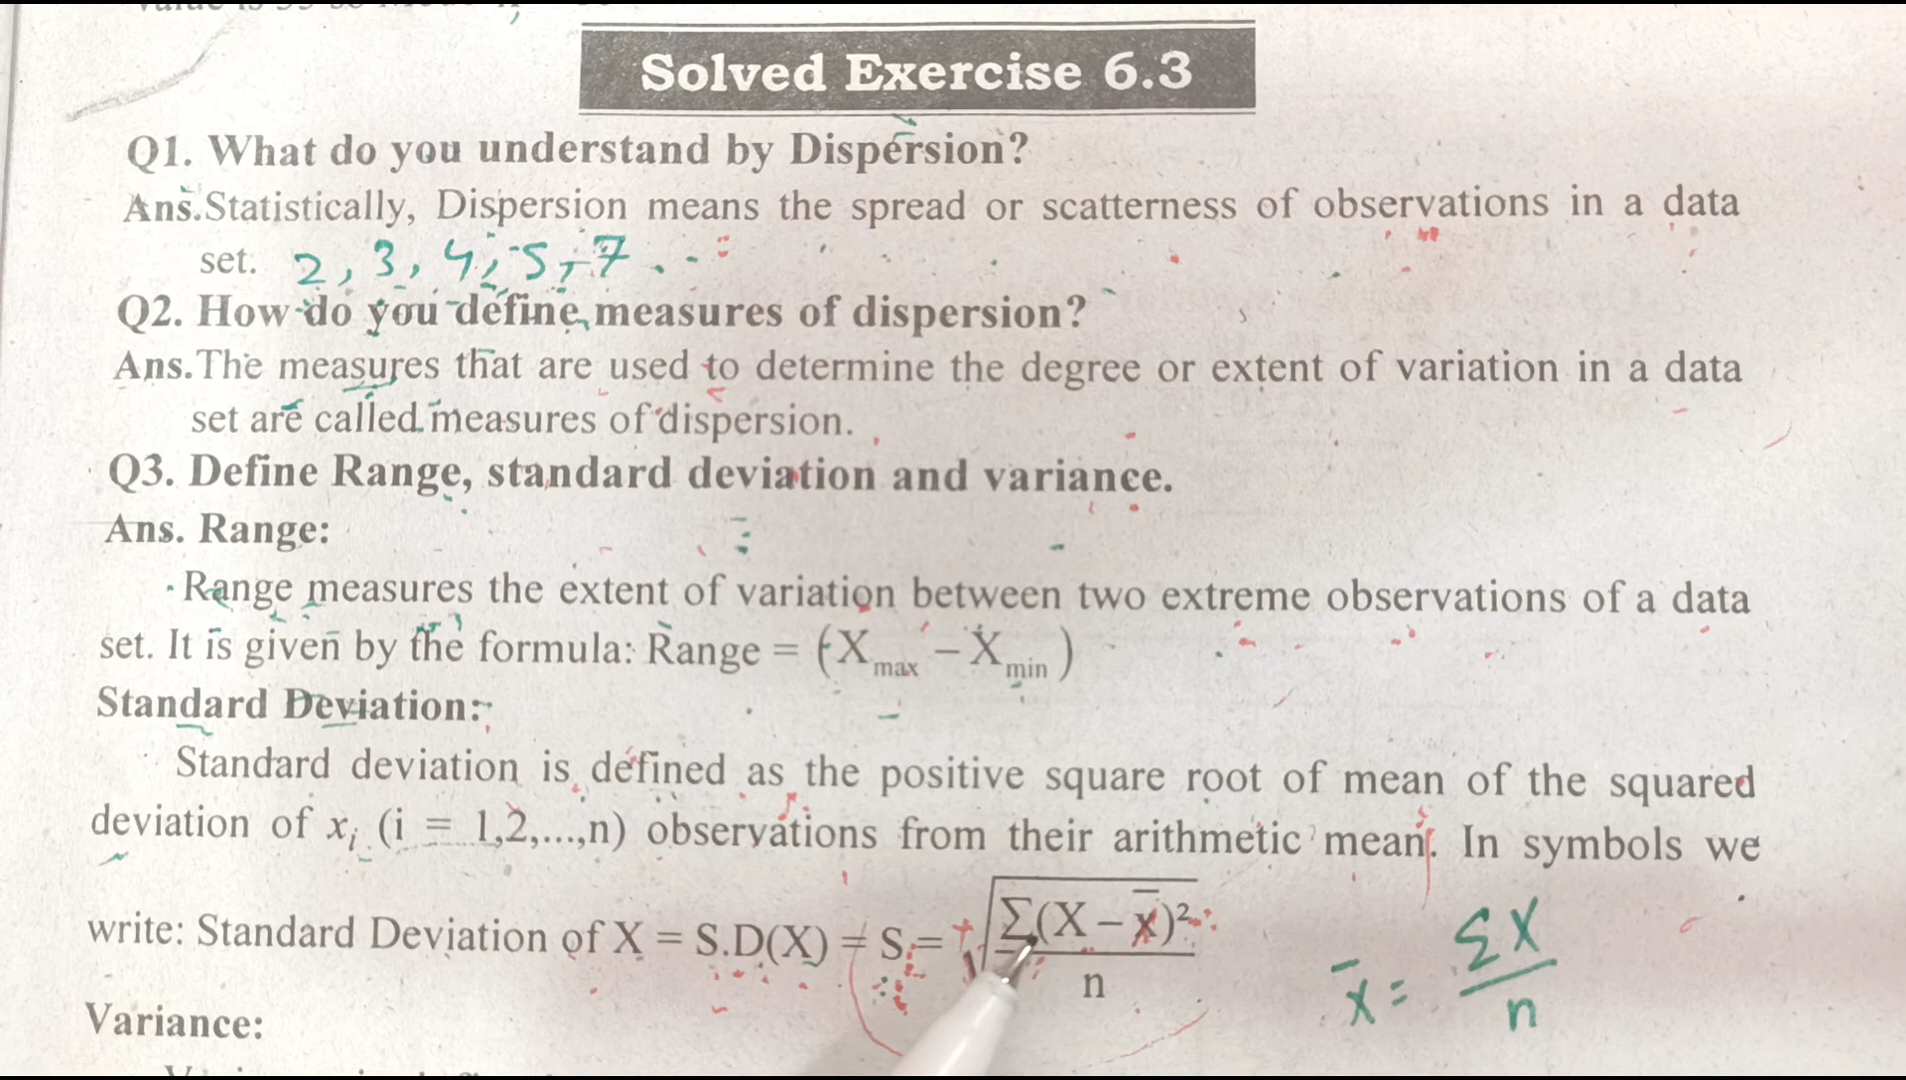 Solved Exercise 6.3
Q1. What do you understand by Dispersion?
Ans. Statistically, Dispersion means the spread or scatterness of observations in a data
set. 2, 3, 4, 5, 7
Q2. How do you define measures of dispersion?
Ans. The measures that are used to determine the degree or extent of variation in a data
set are called measures of dispersion.
Q3. Define Range, standard deviation and variance.
Ans. Range:
Range measures the extent of variation between two extreme observations of a data
set. It is given by the formula: Range = (X_max − X_min)
Standard Deviation:
Standard deviation is defined as the positive square root of mean of the squared
deviation of x_i (i = 1,2,...,n) observations from their arithmetic mean. In symbols we
write: Standard Deviation of X = S.D(X) = S = +√(∑(X − x̄)² / n)
x̄ = ∑X / n
Variance: